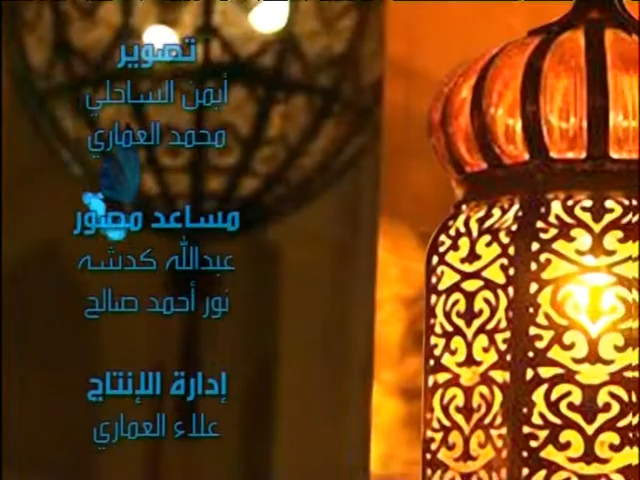 تصوير
أيمن الساحلي
محمد العماري
مساعد مصور
عبدالله كدشه
نور أحمد صالح
إدارة الإنتاج
علاء العماري